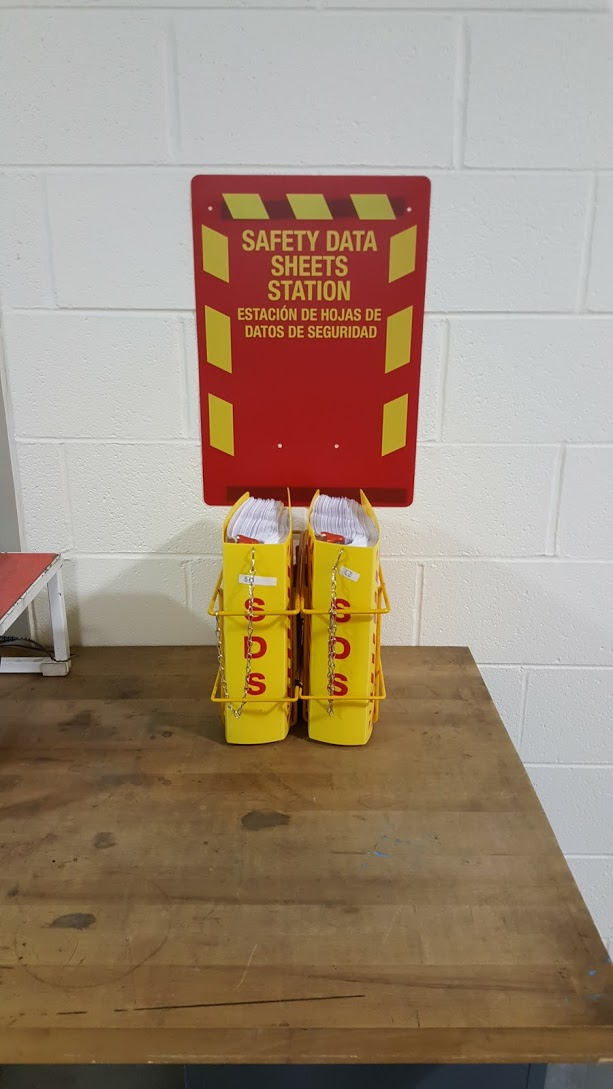 SAFETY DATA
SHEETS
STATION
ESTACIÓN DE HOJAS DE
DATOS DE SEGURIDAD
S
D
S
S
D
S